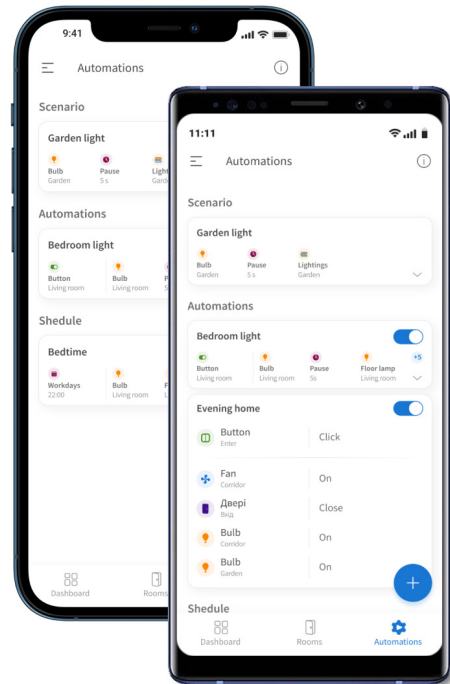 9:41
Automations
Scenario
Garden light
Bulb Pause
Garden 5 s
Automations
Bedroom light
Button Bulb
Living room Living room
Shedule
Bedtime
Workdays Bulb
22:00 Living room
Dashboard Rooms
11:11
Automations
Scenario
Garden light
Bulb Pause Lightings
Garden 5 s Garden
Automations
Bedroom light
+5
Button Bulb Pause Floor lamp
Living room Living room 5s Living room
Evening home
Button Click
Enter
Fan On
Corridor
Двері Close
Вхід
Bulb On
Corridor
Bulb On
Garden
Shedule
Dashboard Rooms Automations